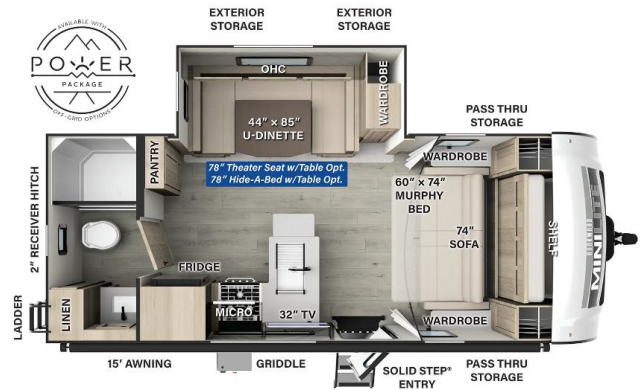 EXTERIOR
STORAGE
EXTERIOR
STORAGE
AVAILABLE WITH
POWER
PACKAGE
OFF-GRID OPTIONS
OHC
WARDROBE
44" × 85"
U-DINETTE
PASS THRU
STORAGE
PANTRY
78" Theater Seat w/Table Opt.
78" Hide-A-Bed w/Table Opt.
WARDROBE
60" × 74"
MURPHY
BED
74"
SOFA
SHELF
MINI LITE
2" RECEIVER HITCH
FRIDGE
MICRO
32" TV
WARDROBE
LINEN
LADDER
15' AWNING
GRIDDLE
SOLID STEP®
ENTRY
PASS THRU
STORAGE